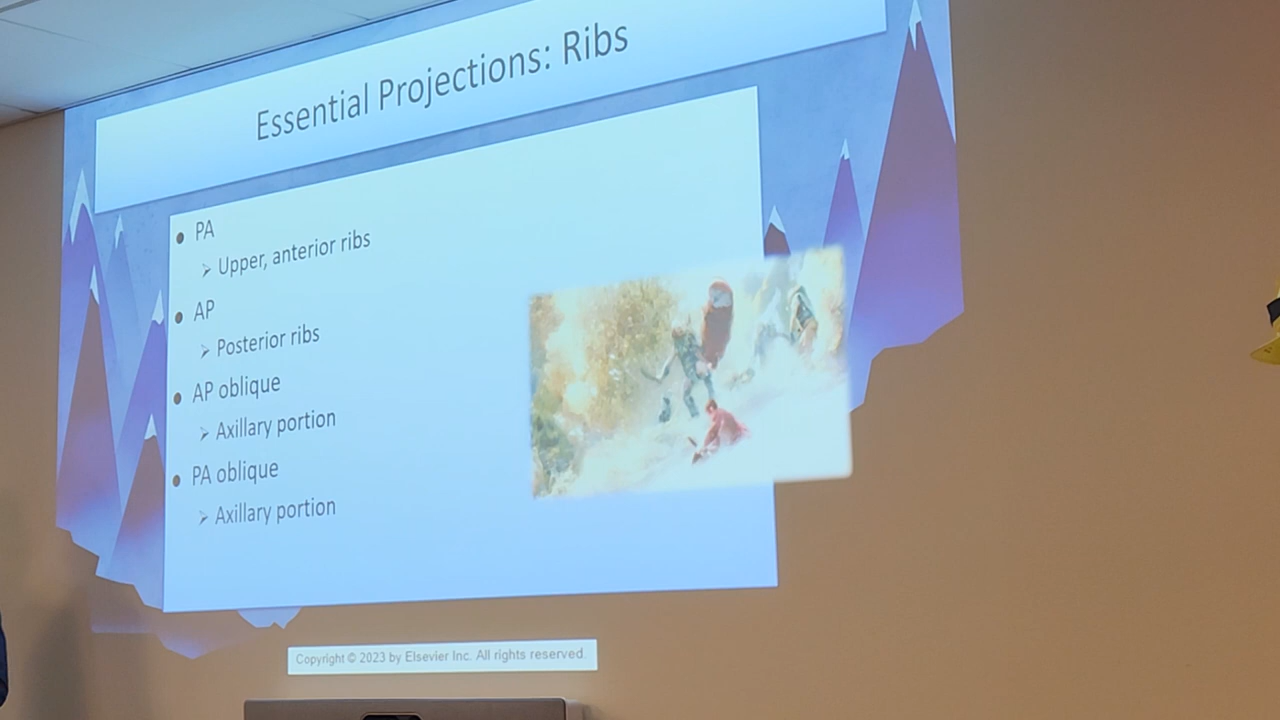 Essential Projections: Ribs
PA
Upper, anterior ribs
AP
Posterior ribs
AP oblique
Axillary portion
PA oblique
Axillary portion
Copyright © 2023 by Elsevier Inc. All rights reserved.